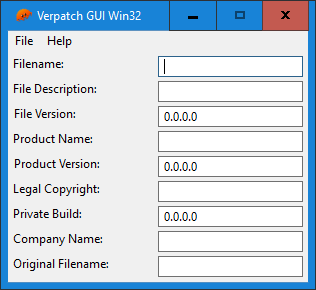 Verpatch GUI Win32
File Help
Filename:
File Description:
File Version: 0.0.0.0
Product Name:
Product Version: 0.0.0.0
Legal Copyright:
Private Build: 0.0.0.0
Company Name:
Original Filename: